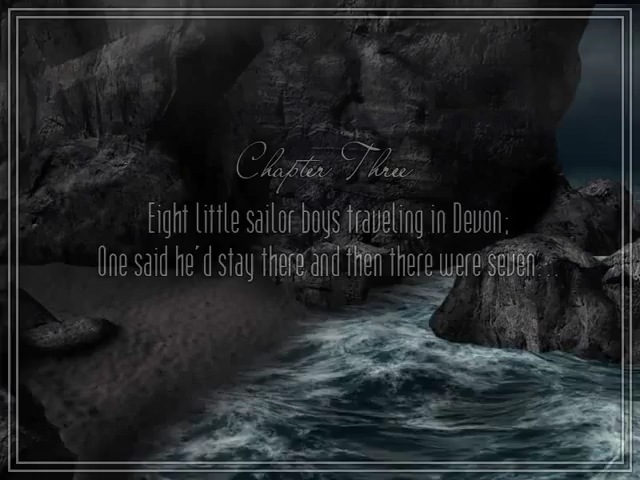 Chapter Three
Eight little sailor boys traveling in Devon;
One said he'd stay there and then there were seven...